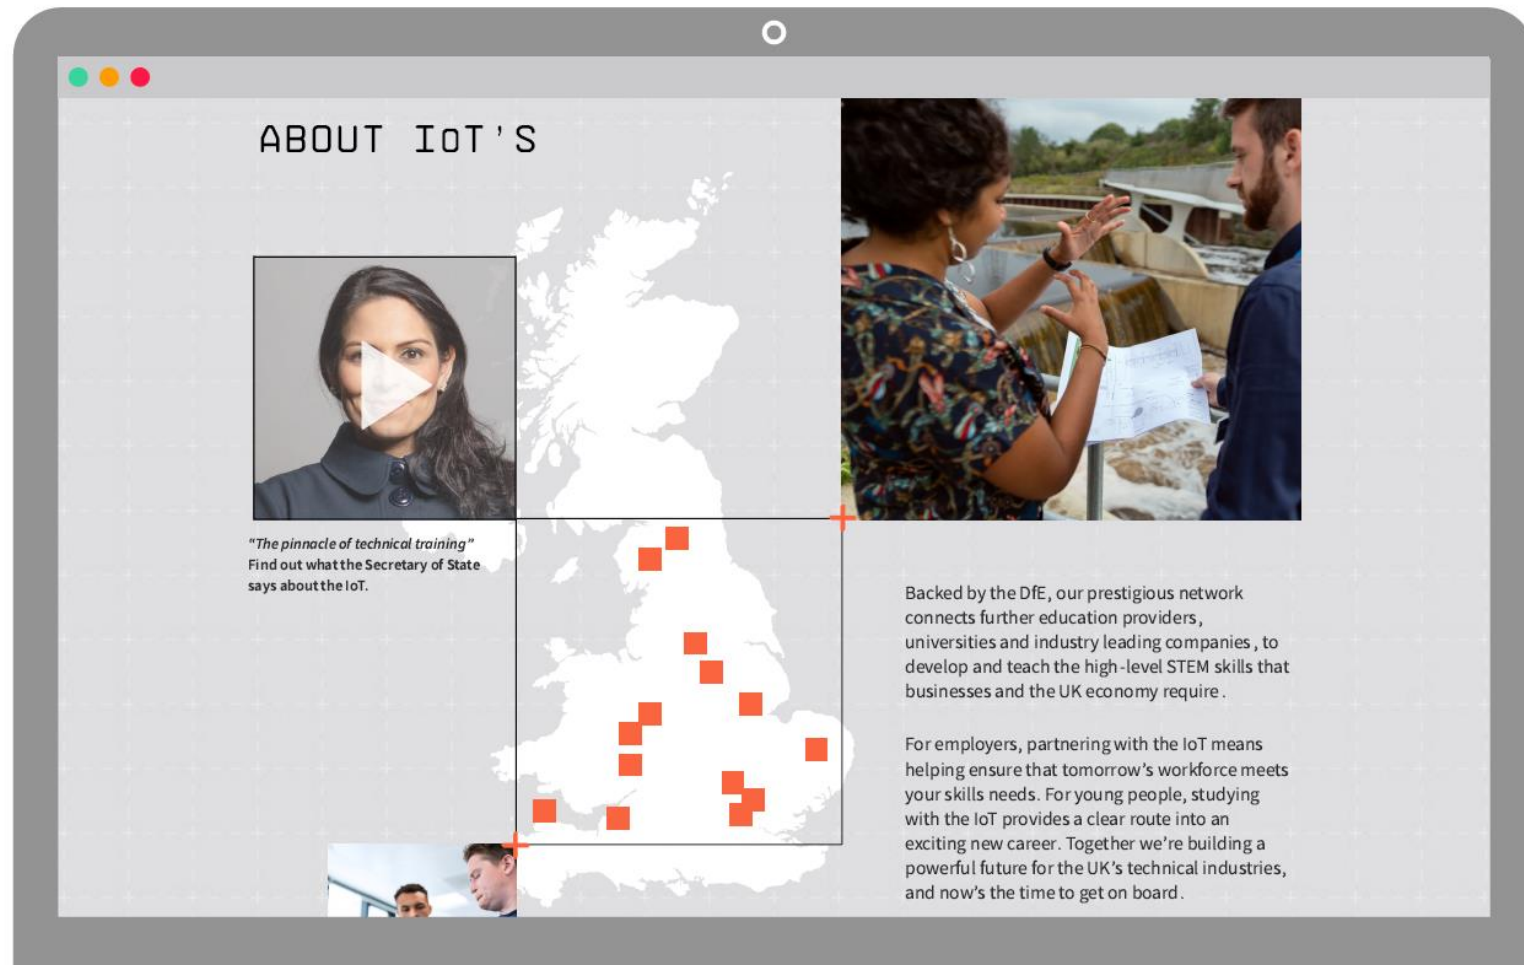 ABOUT IoT'S
“The pinnacle of technical training”
Find out what the Secretary of State
says about the IoT.
Backed by the DfE, our prestigious network
connects further education providers,
universities and industry leading companies, to
develop and teach the high-level STEM skills that
businesses and the UK economy require.
For employers, partnering with the IoT means
helping ensure that tomorrow’s workforce meets
your skills needs. For young people, studying
with the IoT provides a clear route into an
exciting new career. Together we’re building a
powerful future for the UK’s technical industries,
and now’s the time to get on board.